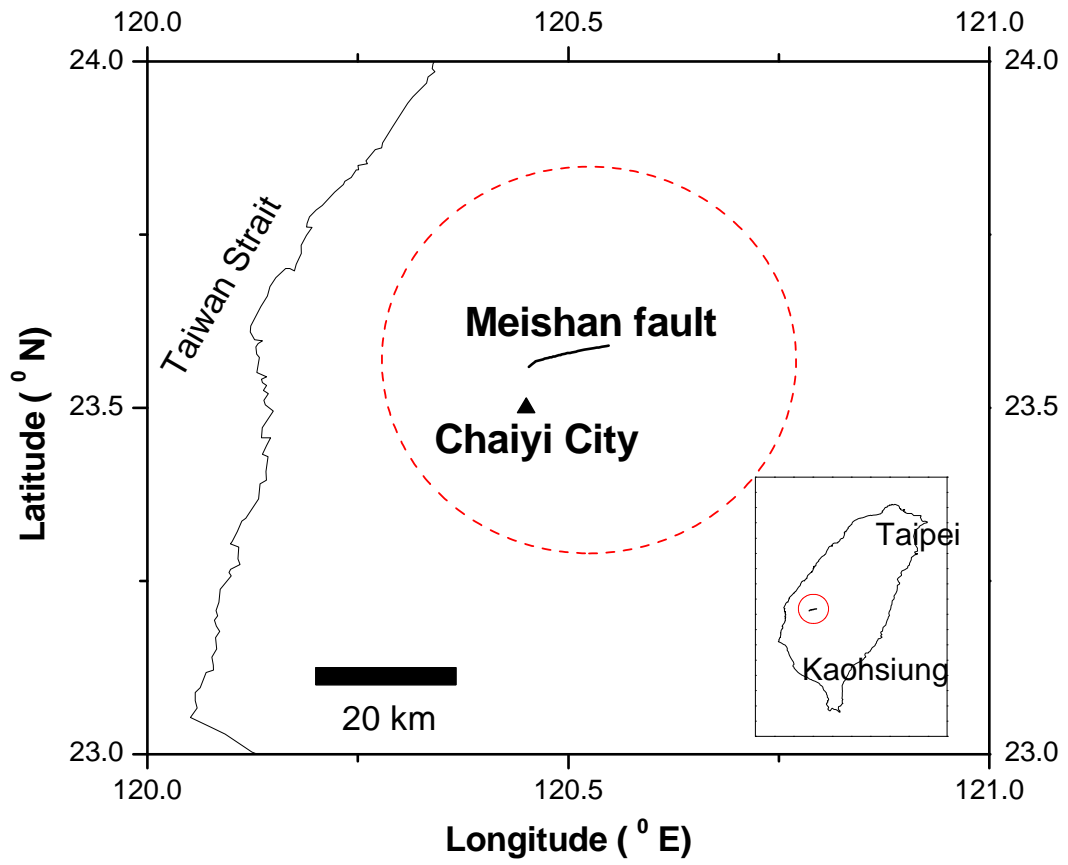 120.0 120.5 121.0
24.0 24.0
Taiwan Strait
Meishan fault
23.5 23.5
Chaiyi City
Latitude ( ⁰ N)
Taipei
Kaohsiung
20 km
23.0 23.0
120.0 120.5 121.0
Longitude ( ⁰ E)